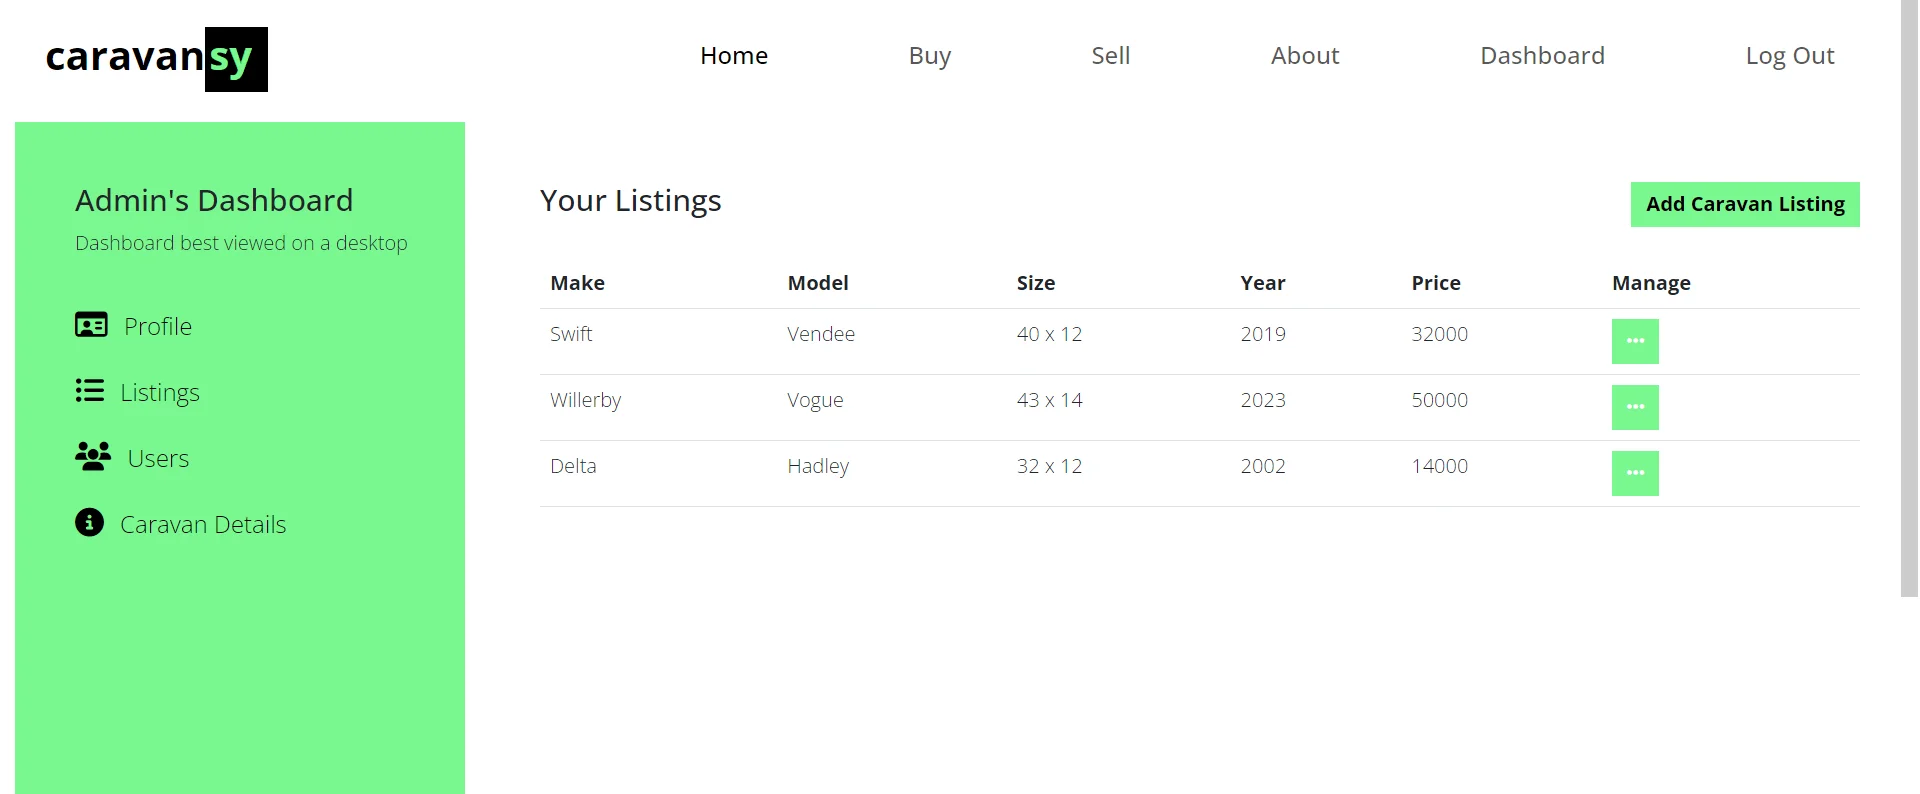 caravansy
Home Buy Sell About Dashboard Log Out
Admin's Dashboard
Dashboard best viewed on a desktop
Profile
Listings
Users
Caravan Details
Your Listings
Add Caravan Listing
Make Model Size Year Price Manage
Swift Vendee 40 x 12 2019 32000
Willerby Vogue 43 x 14 2023 50000
Delta Hadley 32 x 12 2002 14000